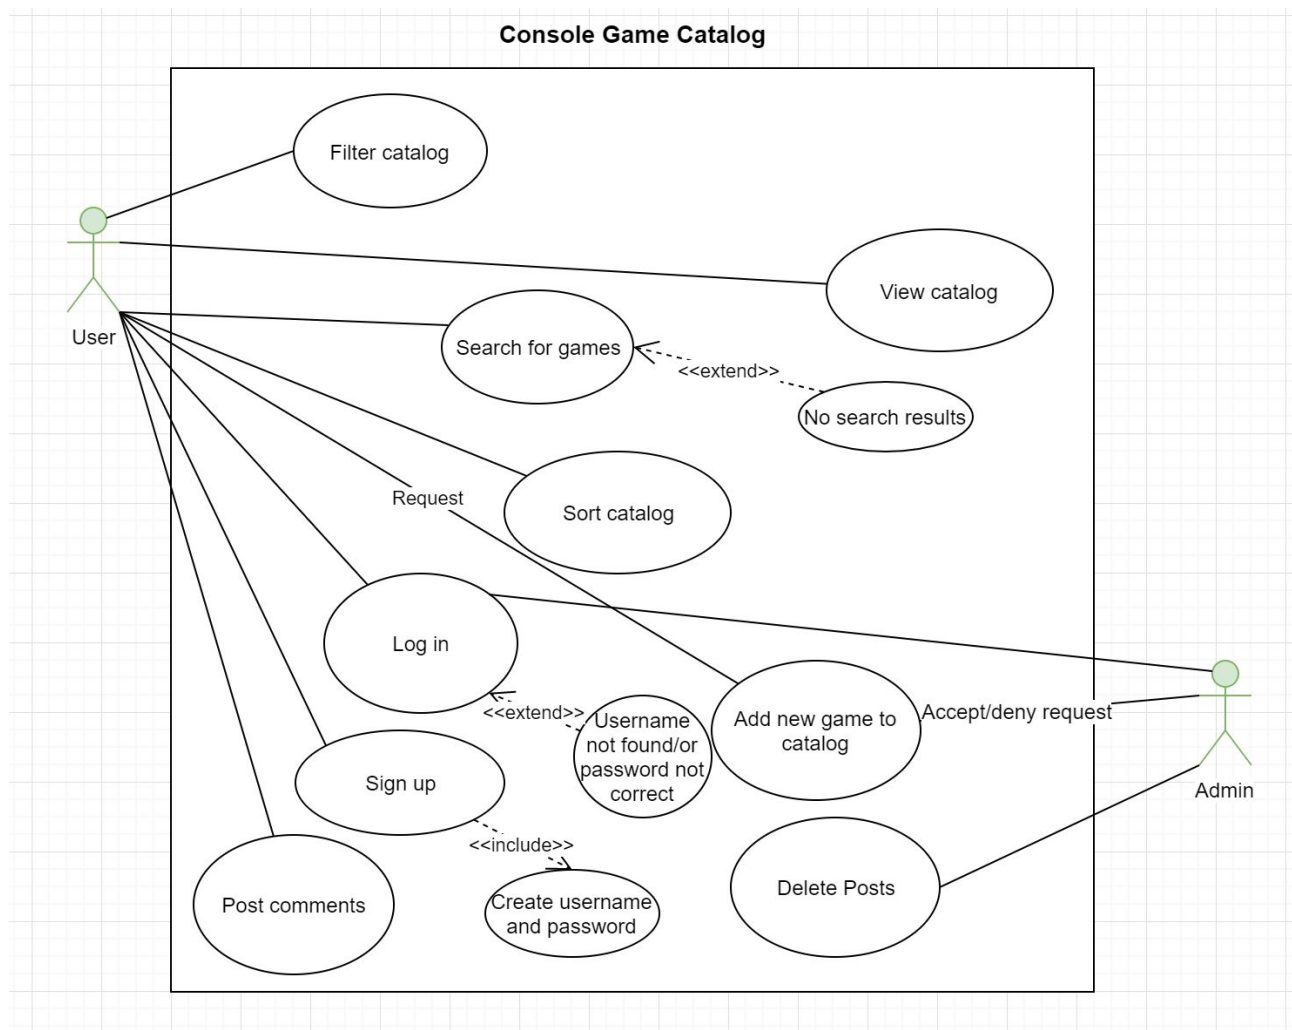 Console Game Catalog
Filter catalog
View catalog
User
Search for games
<<extend>>
No search results
Request
Sort catalog
Log in
<<extend>>
Username
not found/or
password not
correct
Add new game to
catalog
Accept/deny request
Admin
Sign up
<<include>>
Create username
and password
Post comments
Delete Posts